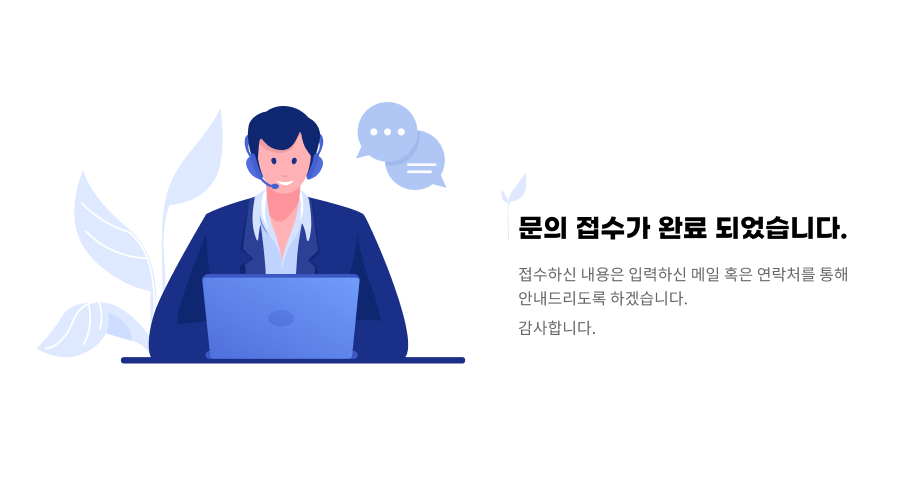 문의 접수가 완료 되었습니다.
접수하신 내용은 입력하신 메일 혹은 연락처를 통해
안내드리도록 하겠습니다.
감사합니다.